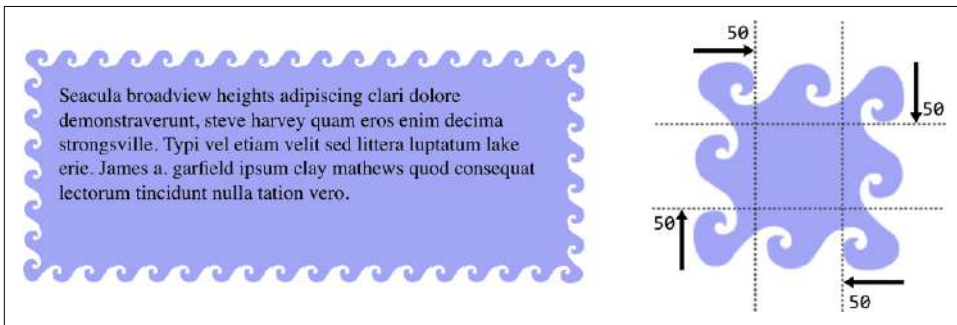 Seacula broadview heights adipiscing clari dolore
demonstraverunt, steve harvey quam eros enim decima
strongsville. Typi vel etiam velit sed littera luptatum lake
erie. James a. garfield ipsum clay mathews quod consequat
lectorum tincidunt nulla tation vero.
50
50
50
50